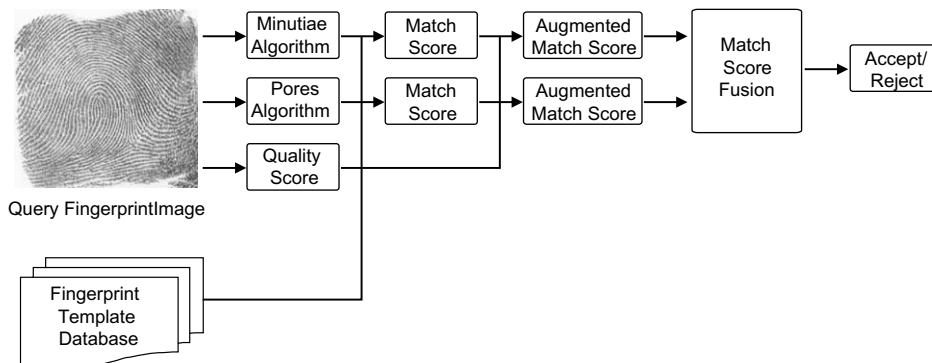 Minutiae
Algorithm
Match
Score
Augmented
Match Score
Pores
Algorithm
Match
Score
Augmented
Match Score
Match
Score
Fusion
Accept/
Reject
Quality
Score
Query FingerprintImage
Fingerprint
Template
Database